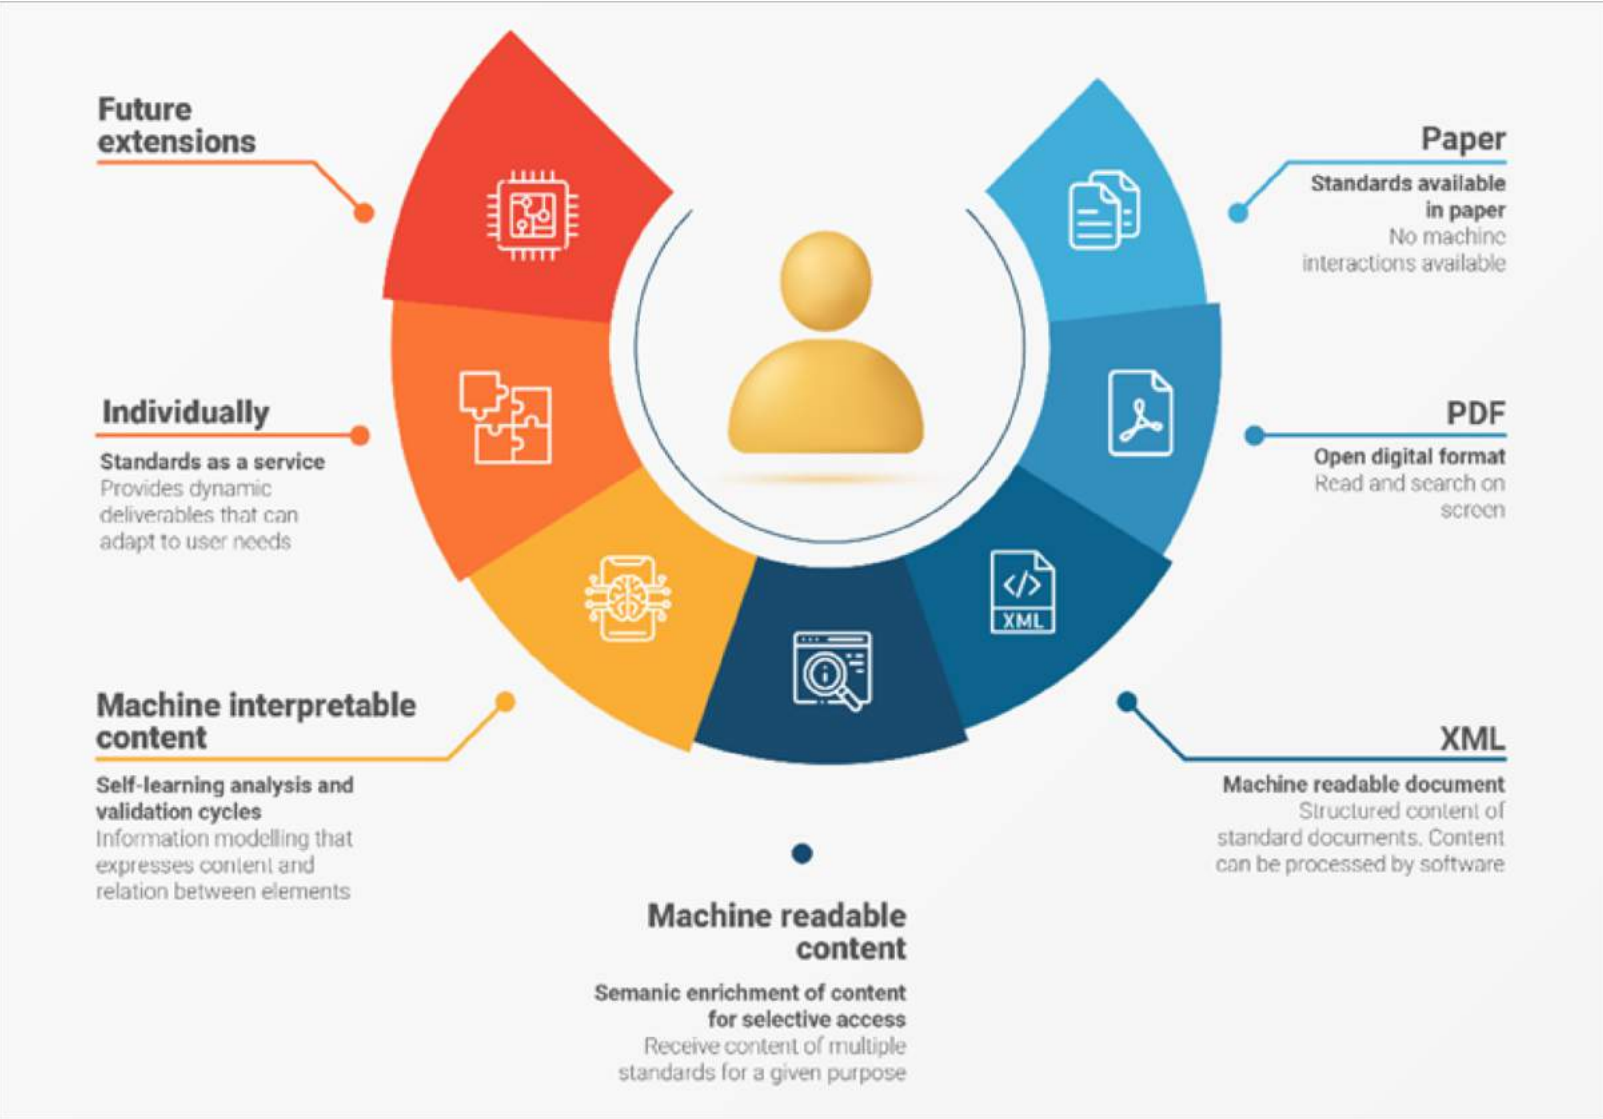 Future
extensions
Individually
Standards as a service
Provides dynamic
deliverables that can
adapt to user needs
Machine interpretable
content
Self-learning analysis and
validation cycles
Information modelling that
expresses content and
relation between elements
Machine readable
content
Semanic enrichment of content
for selective access
Receive content of multiple
standards for a given purpose
XML
XML
Machine readable document
Structured content of
standard documents. Content
can be processed by software
PDF
Open digital format
Read and search on
screen
Paper
Standards available
in paper
No machine
interactions available